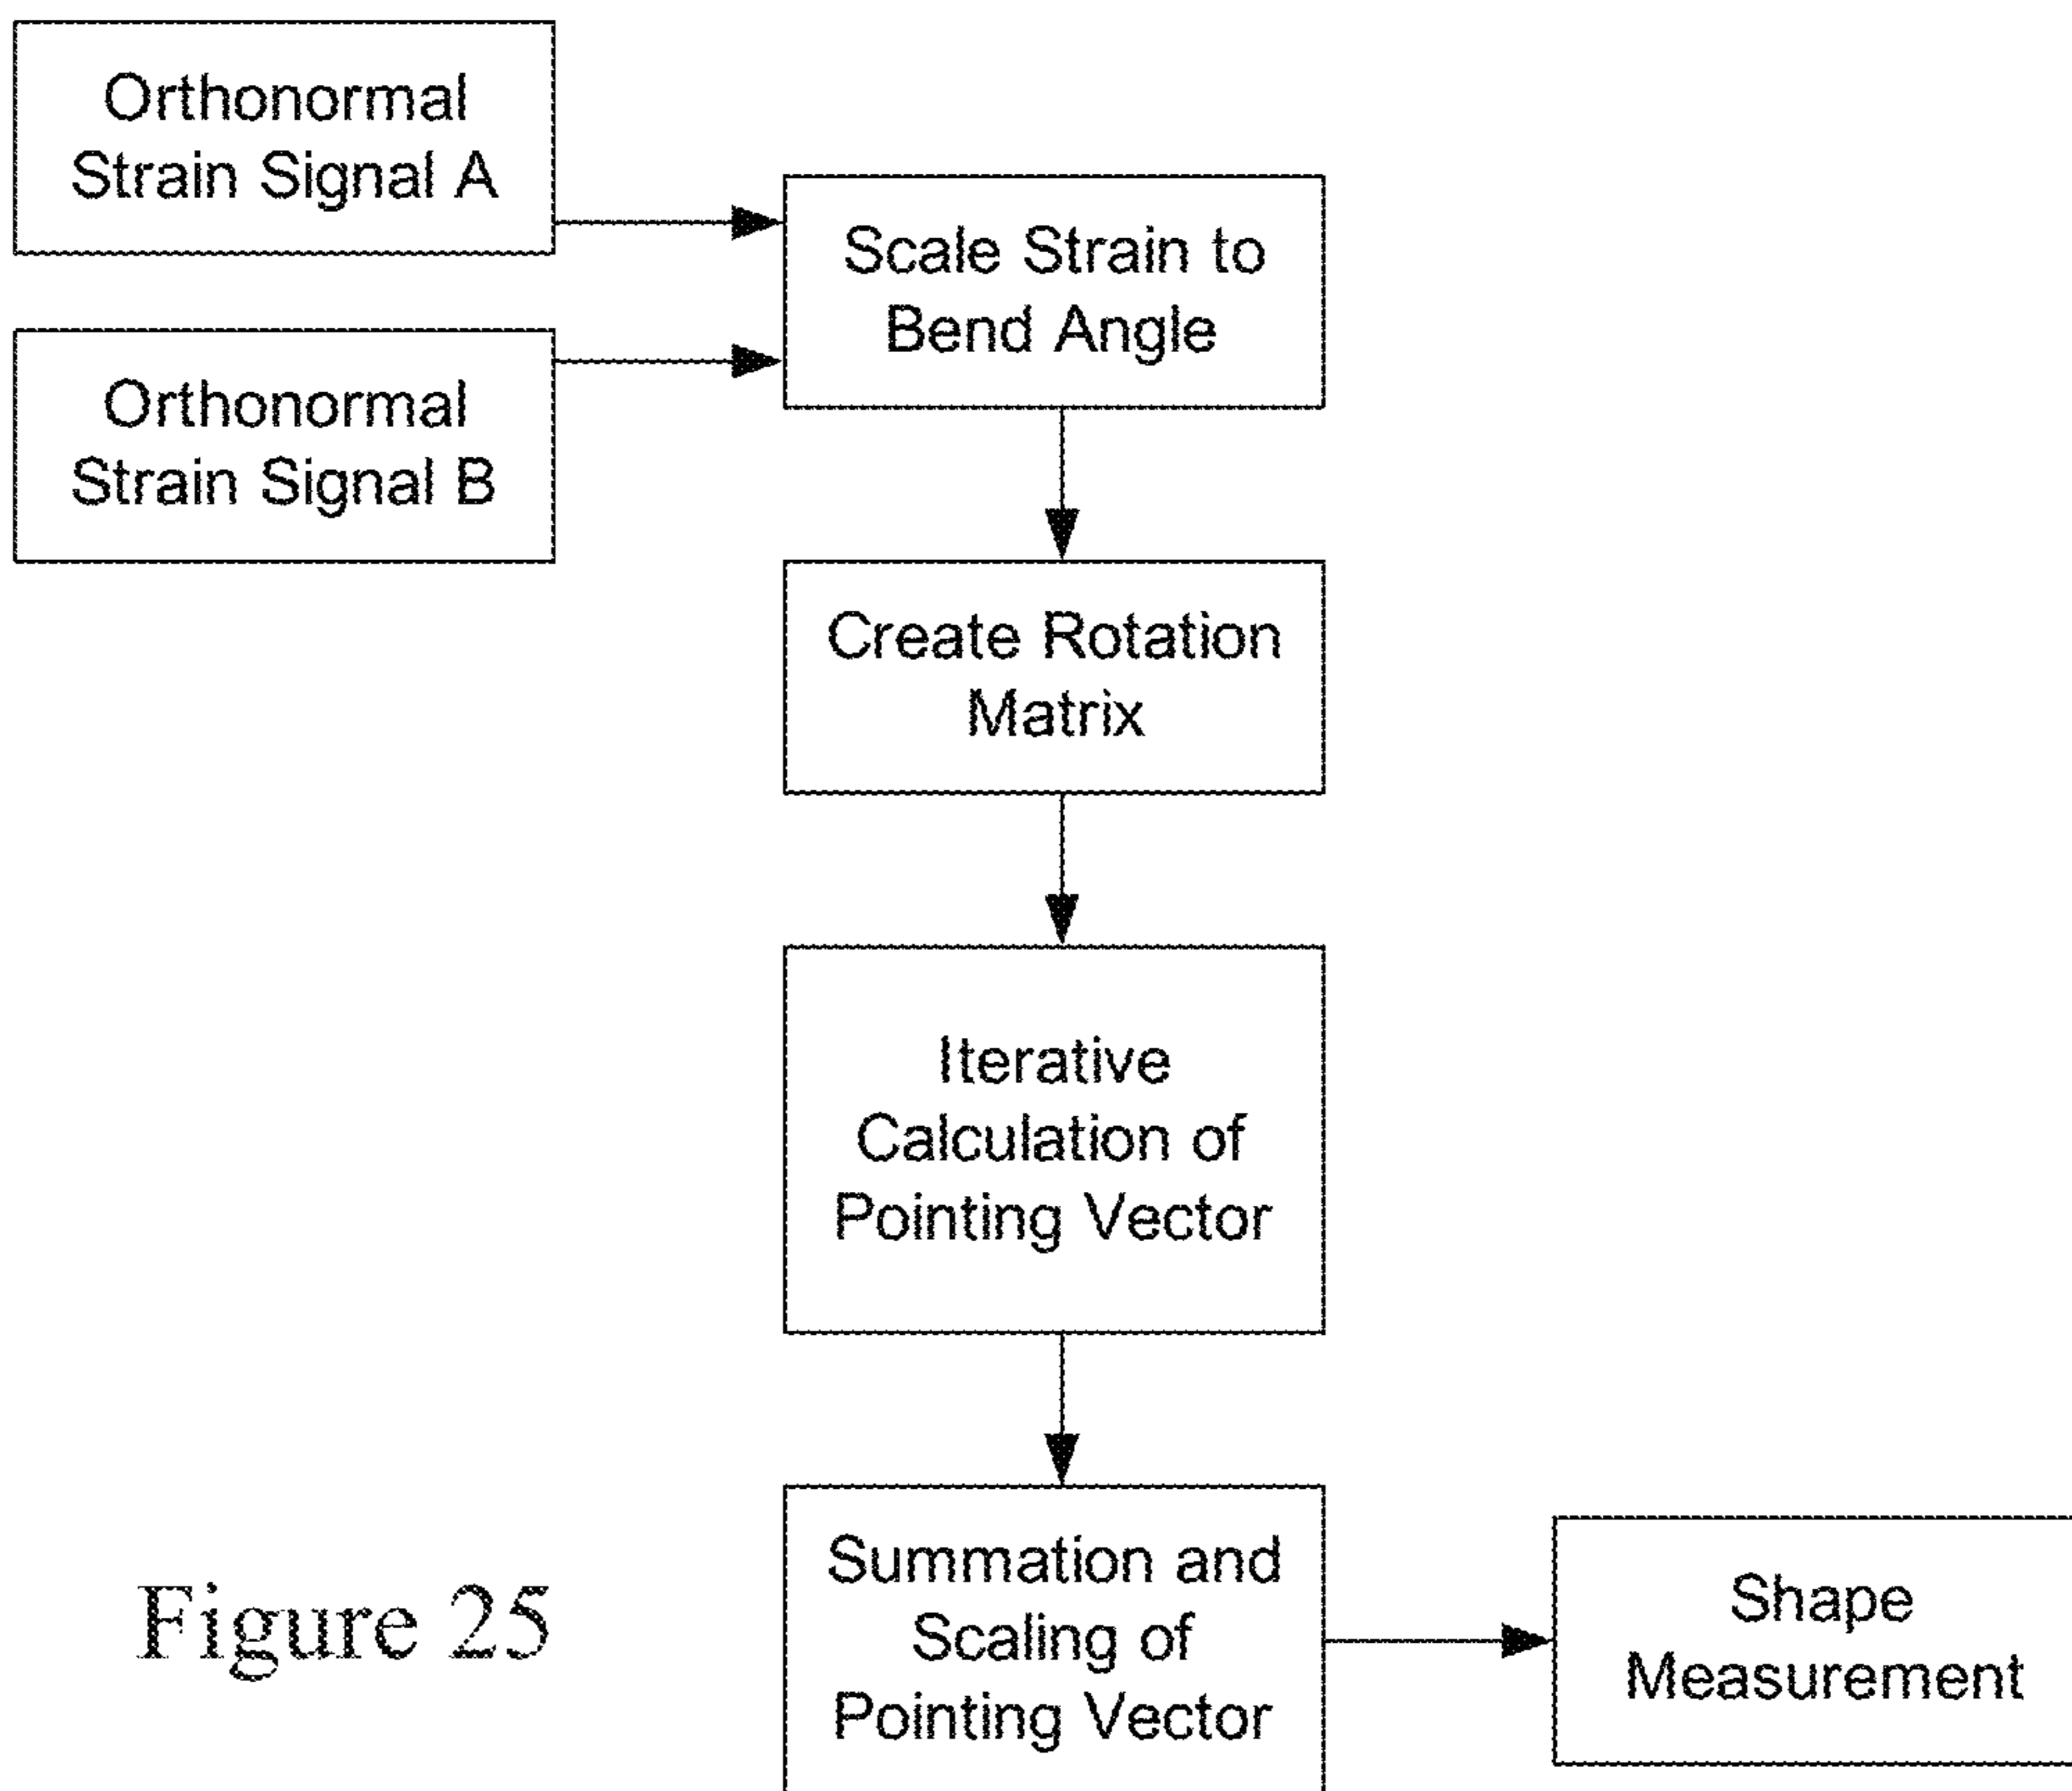 Orthonormal
Strain Signal A
Orthonormal
Strain Signal B
Scale Strain to
Bend Angle
Create Rotation
Matrix
Iterative
Calculation of
Pointing Vector
Summation and
Scaling of
Pointing Vector
Shape
Measurement
Figure 25